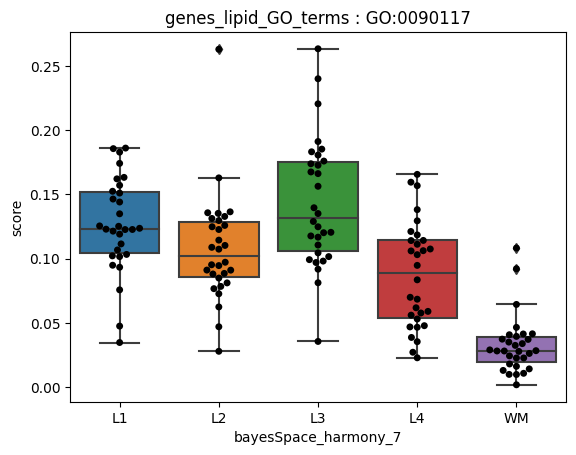 genes_lipid_GO_terms : GO:0090117
score
0.25
0.20
0.15
0.10
0.05
0.00
L1 L2 L3 L4 WM
bayesSpace_harmony_7